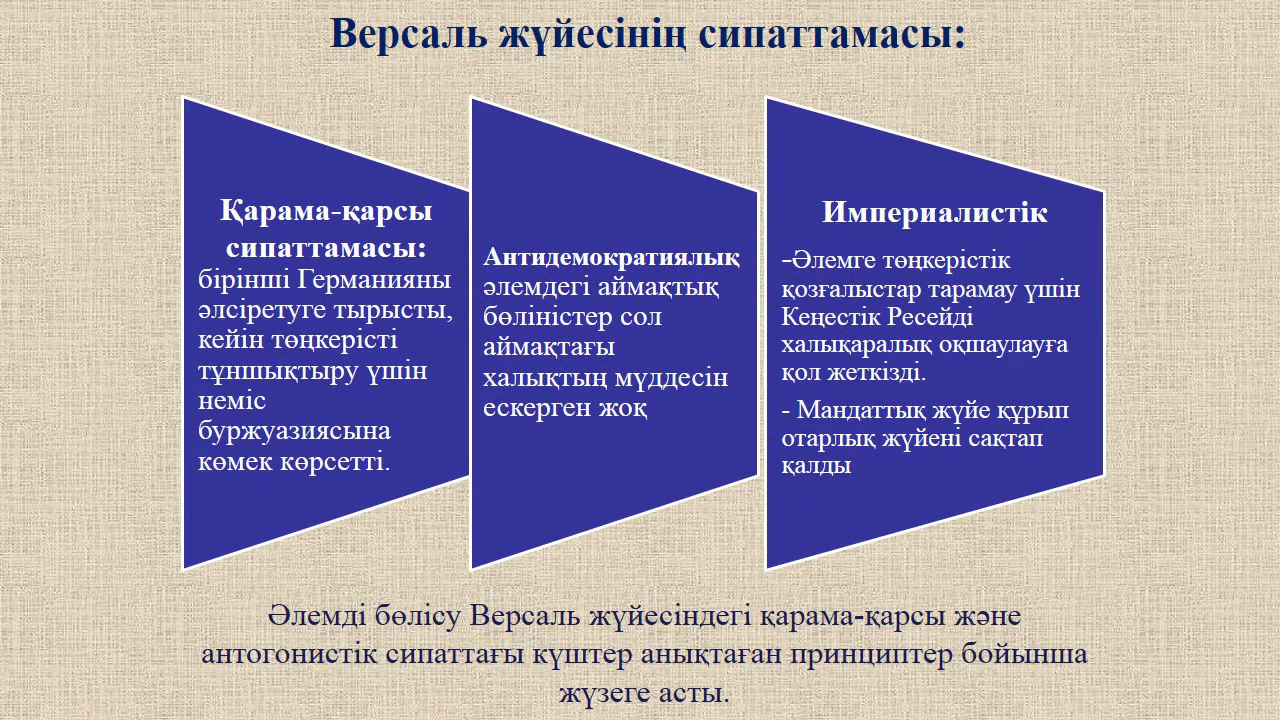 Версаль жүйесінің сипаттамасы:
Қарама-қарсы
сипаттамасы:
бірінші Германияны
әлсіретуге тырысты,
кейін төңкерісті
тұншықтыру үшін
неміс
буржуазиясына
көмек көрсетті.
Антидемократиялық
әлемдегі аймақтық
бөліністер сол
аймақтағы
халықтың мүддесін
ескерген жоқ
Империалистік
-Әлемге төңкерістік
қозғалыстар тарамау үшін
Кеңестік Ресейді
халықаралық оқшаулауға
қол жеткізді.
- Мандаттық жүйе құрып
отарлық жүйені сақтап
қалды
Әлемді бөлісу Версаль жүйесіндегі қарама-қарсы және
антогонистік сипаттағы күштер анықтаған принциптер бойынша
жүзеге асты.